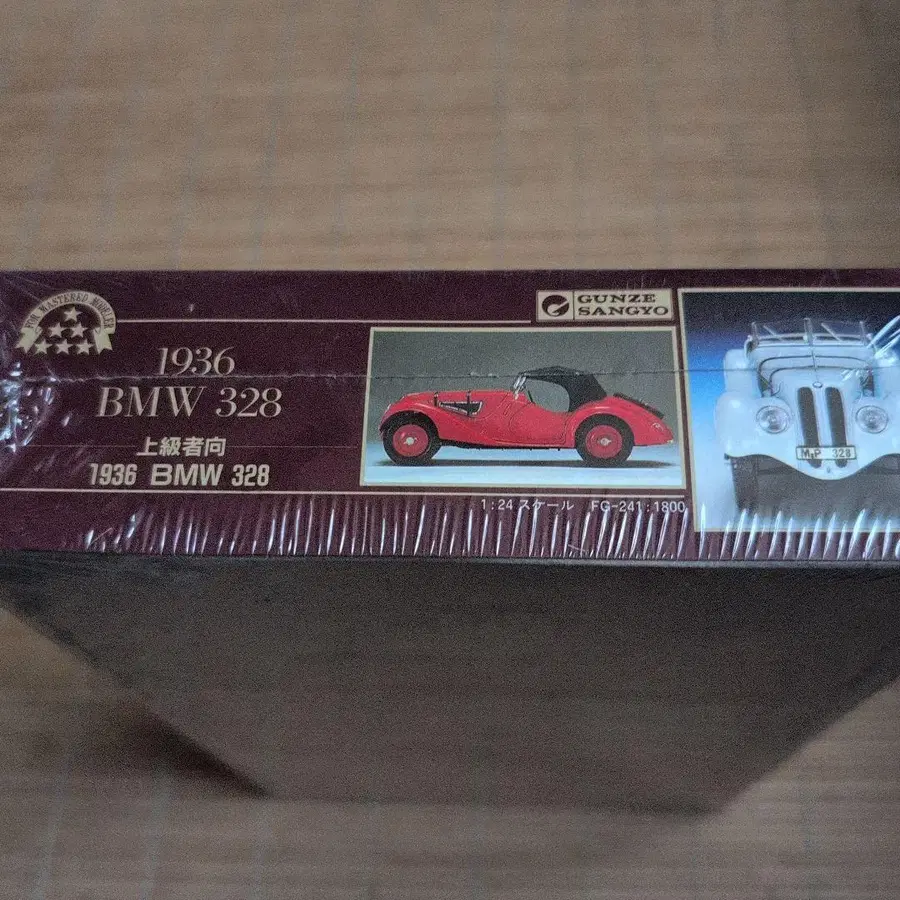 FOR MASTERED MODELER
1936
BMW 328
上級者向
1936 BMW 328
GUNZE
SANGYO
1:24 スケール FG-241:1800
M P 328